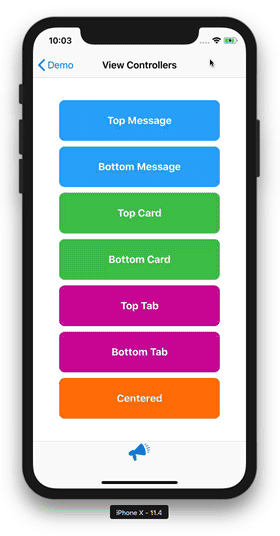 10:03
Demo
View Controllers
Top Message
Bottom Message
Top Card
Bottom Card
Top Tab
Bottom Tab
Centered
iPhone X - 11.4